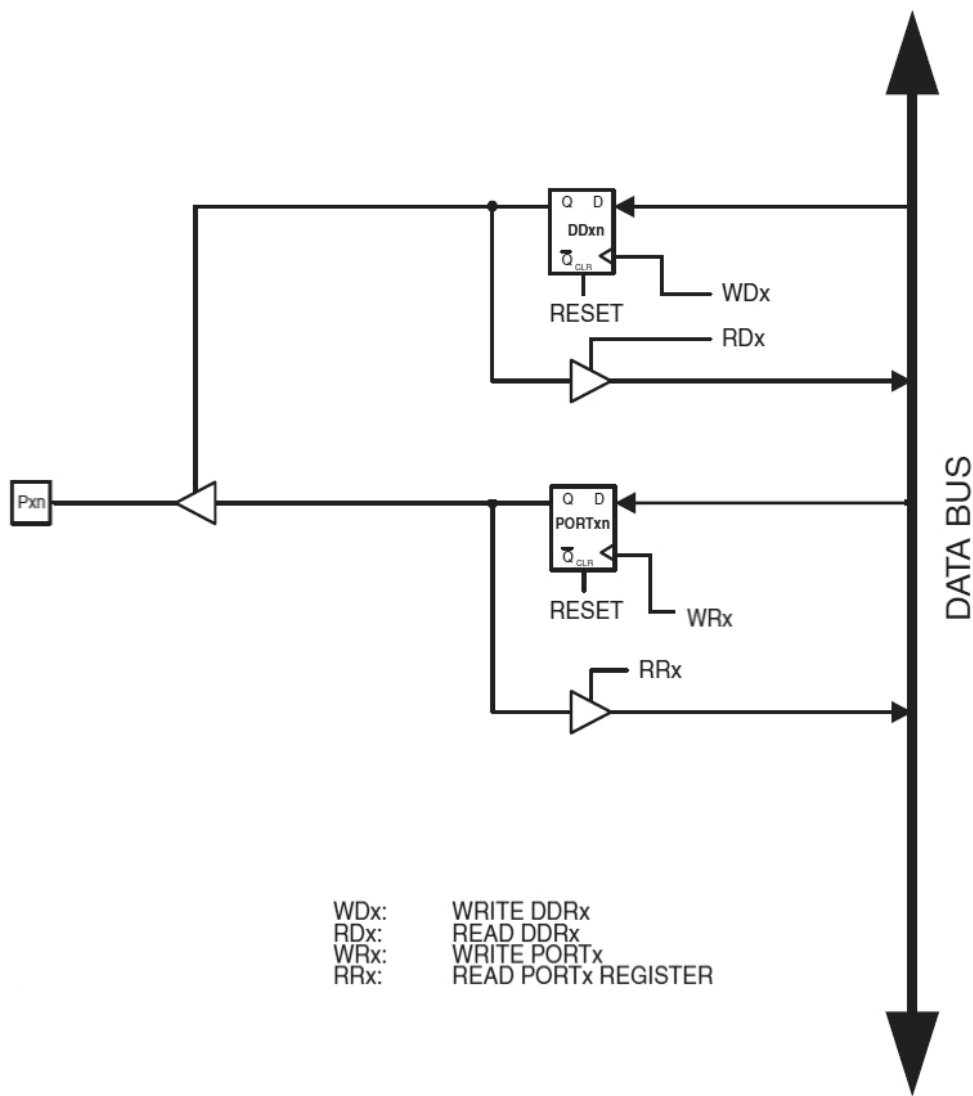 Q D
DDxn
Q CLR
WDx
RESET
RDx
Pxn
Q D
PORTxn
Q CLR
RESET
WRx
RRx
DATA BUS
WDx: WRITE DDRx
RDx: READ DDRx
WRx: WRITE PORTx
RRx: READ PORTx REGISTER